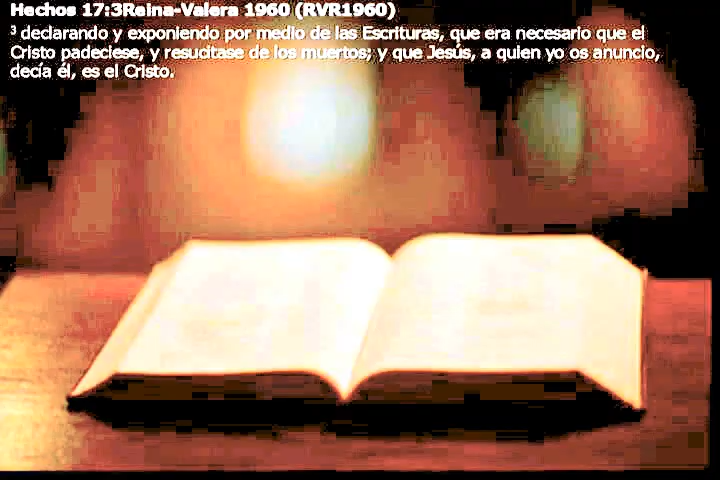 Hechos 17:3Reina-Valera 1960 (RVR1960)
3 declarando y exponiendo por medio de las Escrituras, que era necesario que el
Cristo padeciese, y resucitase de los muertos; y que Jesús, a quien yo os anuncio,
decía él, es el Cristo.